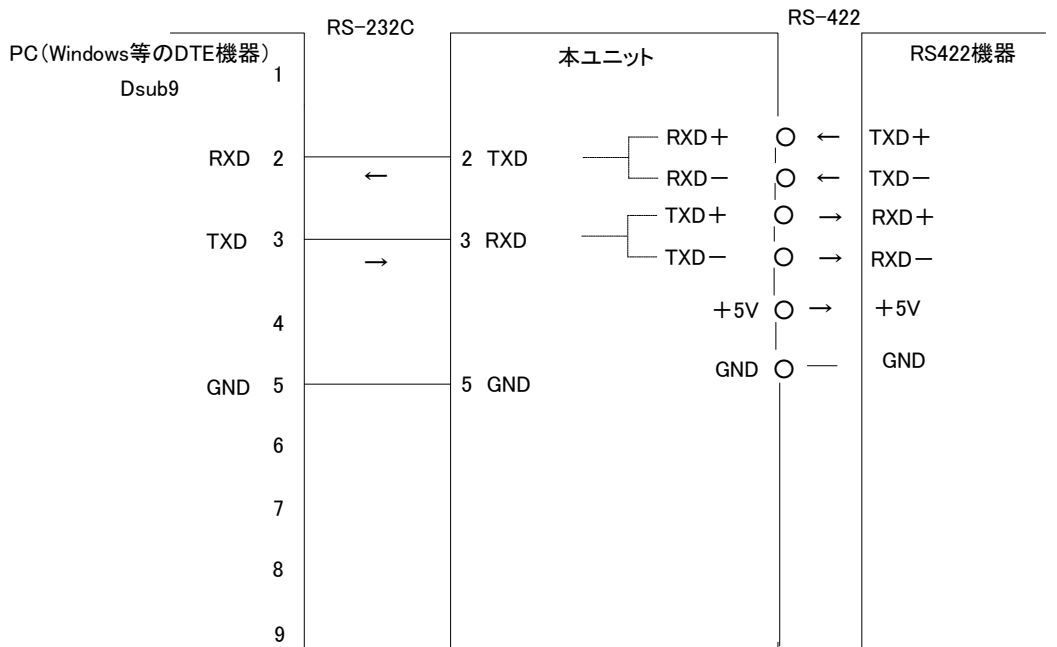 RS-232C
RS-422
PC(Windows等のDTE機器)
本ユニット
RS422機器
Dsub9
1
RXD＋ ← TXD＋
RXD 2
2 TXD
←
RXD－ ← TXD－
TXD＋ → RXD＋
TXD 3
3 RXD
→
TXD－ → RXD－
＋5V → ＋5V
4
GND — GND
GND 5
5 GND
6
7
8
9